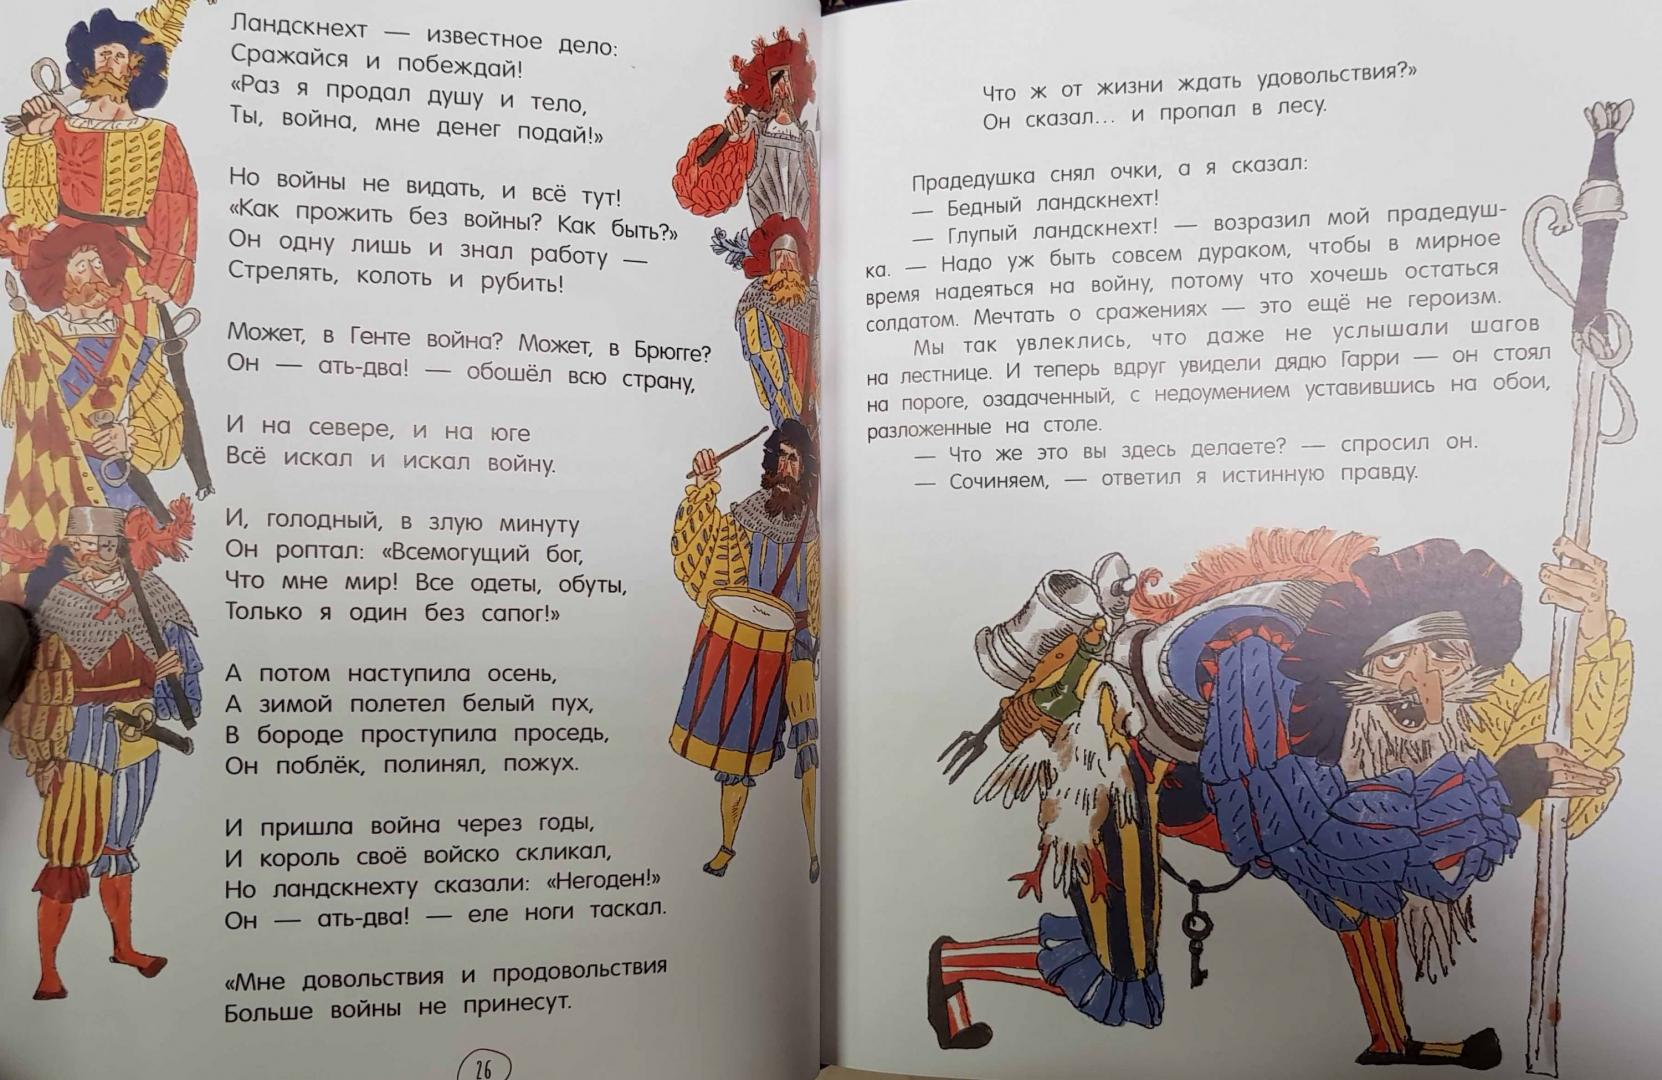 Ландскнехт — известное дело:
Сражайся и побеждай!
«Раз я продал душу и тело,
Ты, война, мне денег подай!»
Но войны не видать, и всё тут!
«Как прожить без войны? Как быть?»
Он одну лишь и знал работу —
Стрелять, колоть и рубить!
Может, в Генте война? Может, в Брюгге?
Он — ать-два! — обошёл всю страну,
И на севере, и на юге
Всё искал и искал войну.
И, голодный, в злую минуту
Он роптал: «Всемогущий бог,
Что мне мир! Все одеты, обуты,
Только я один без сапог!»
А потом наступила осень,
А зимой полетел белый пух,
В бороде проступила проседь,
Он поблёк, полинял, пожух.
И пришла война через годы,
И король своё войско скликал,
Но ландскнехту сказали: «Негоден!»
Он — ать-два! — еле ноги таскал.
«Мне довольствия и продовольствия
Больше войны не принесут.
26
Что ж от жизни ждать удовольствия?»
Он сказал... и пропал в лесу.
Прадедушка снял очки, а я сказал:
— Бедный ландскнехт!
— Глупый ландскнехт! — возразил мой прадедуш-
ка. — Надо уж быть совсем дураком, чтобы в мирное
время надеяться на войну, потому что хочешь остаться
солдатом. Мечтать о сражениях — это ещё не героизм.
Мы так увлеклись, что даже не услышали шагов
на лестнице. И теперь вдруг увидели дядю Гарри — он стоял
на пороге, озадаченный, с недоумением уставившись на обои,
разложенные на столе.
— Что же это вы здесь делаете? — спросил он.
— Сочиняем, — ответил я истинную правду.